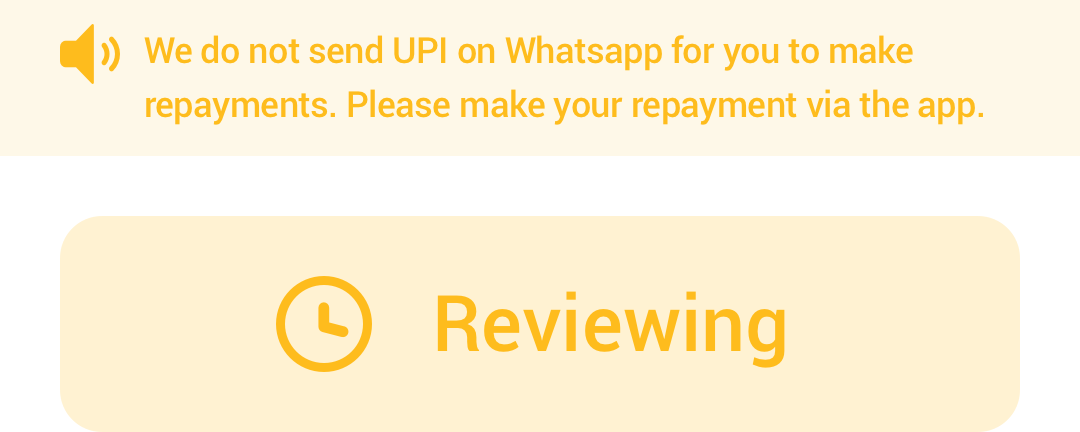 We do not send UPI on Whatsapp for you to make
repayments. Please make your repayment via the app.
Reviewing